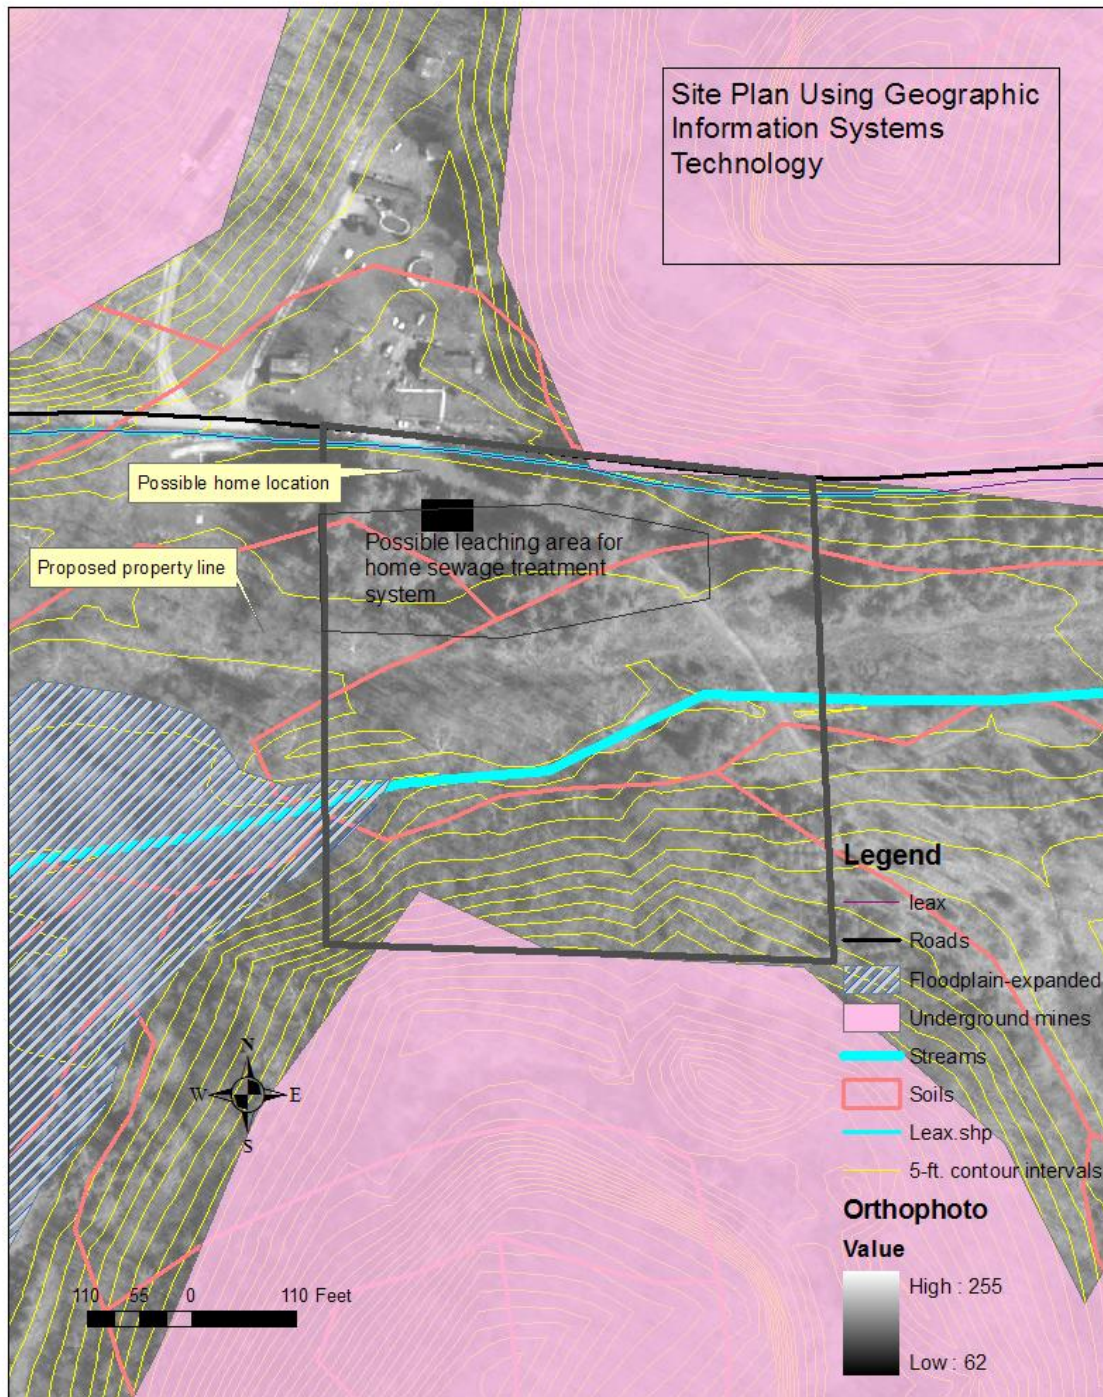 Site Plan Using Geographic
Information Systems
Technology
Possible home location
Possible leaching area for
home sewage treatment
system
Proposed property line
Legend
leax
Roads
Floodplain-expanded
Underground mines
Streams
Soils
Leax.shp
5-ft. contour intervals
Orthophoto
Value
High : 255
Low : 62
N
W
E
S
110 55 0 110 Feet